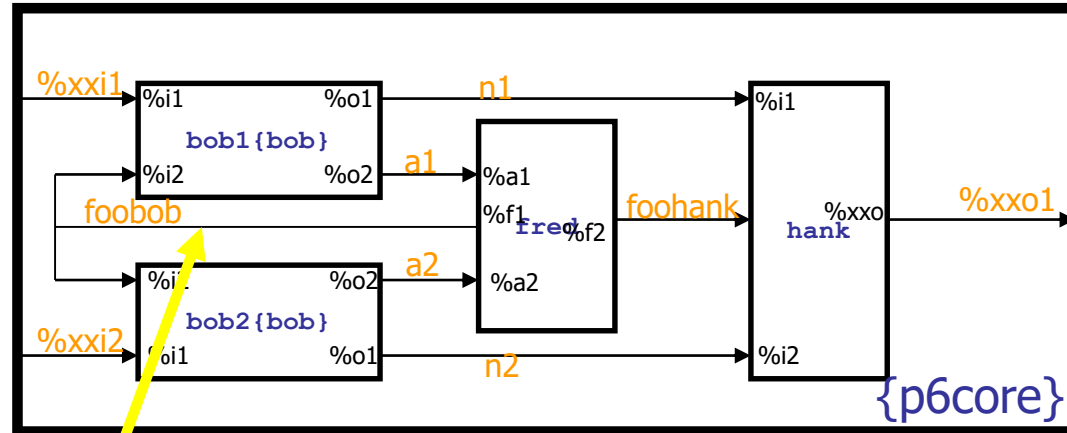 %xxi1
%i1
%o1
n1
%i1
bob1{bob}
%i2
%o2
a1
%a1
foobob
%f1
fred
%f2
foohank
%xxo
hank
%xxo1
%i2
%o2
a2
%a2
bob2{bob}
%xxi2
%i1
%o1
n2
%i2
{p6core}